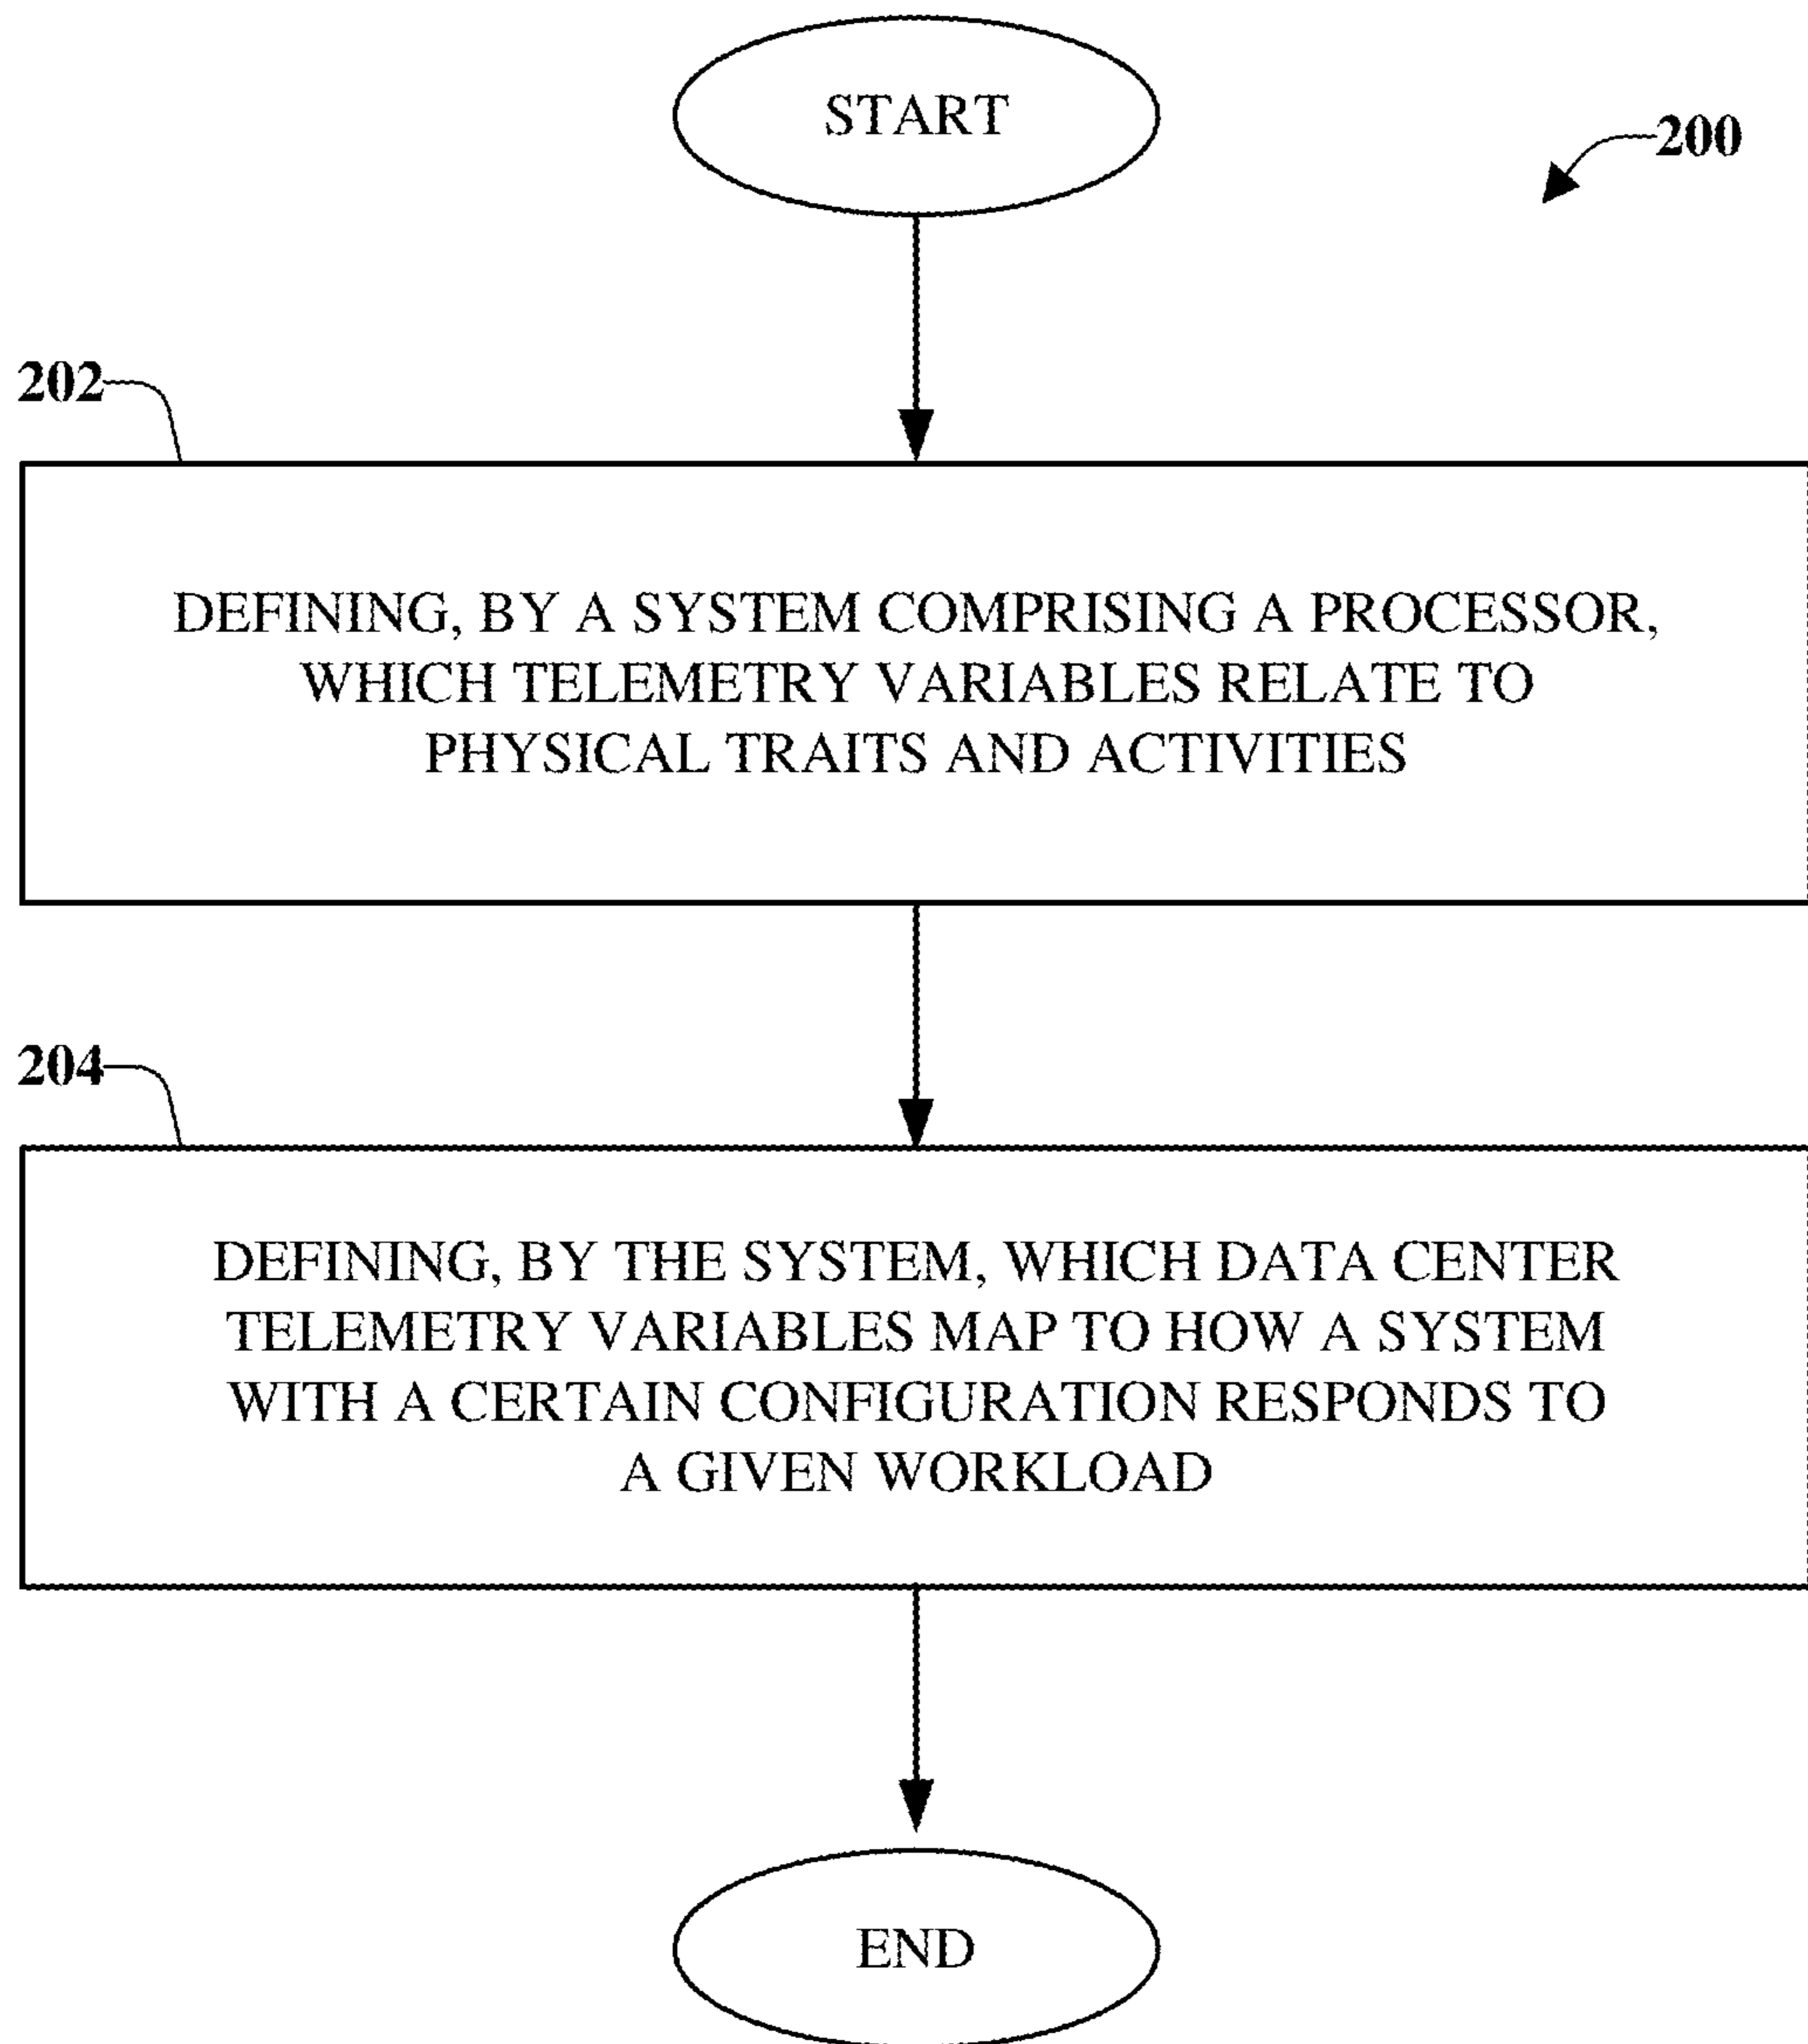 START
200
202
DEFINING, BY A SYSTEM COMPRISING A PROCESSOR,
WHICH TELEMETRY VARIABLES RELATE TO
PHYSICAL TRAITS AND ACTIVITIES
204
DEFINING, BY THE SYSTEM, WHICH DATA CENTER
TELEMETRY VARIABLES MAP TO HOW A SYSTEM
WITH A CERTAIN CONFIGURATION RESPONDS TO
A GIVEN WORKLOAD
END